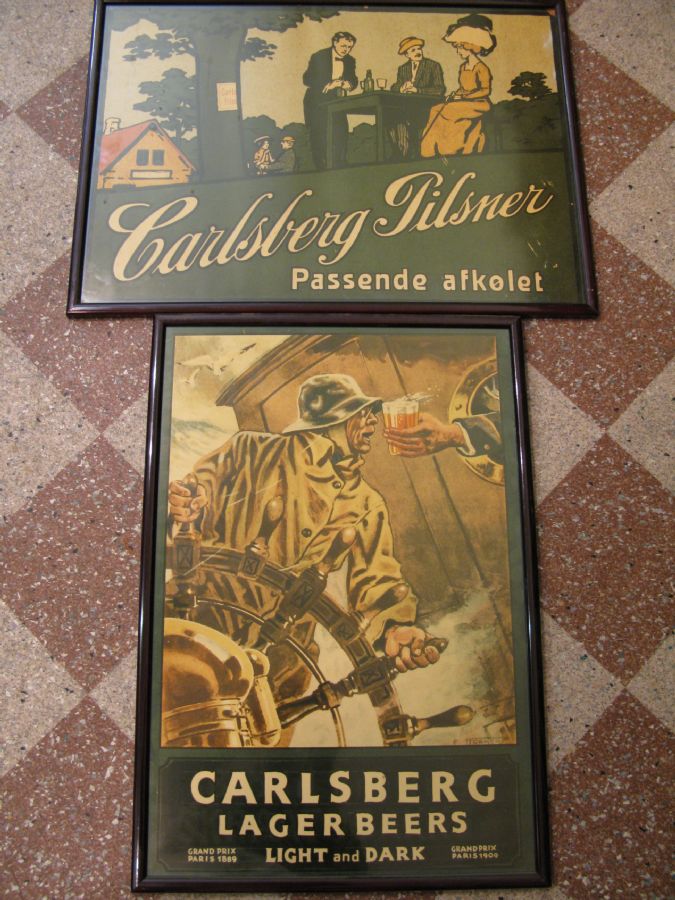 Carlsberg Pilsner
Passende afkølet
CARLSBERG
LAGER BEERS
GRAND PRIX
PARIS 1889
LIGHT and DARK
GRAND PRIX
PARIS 1900